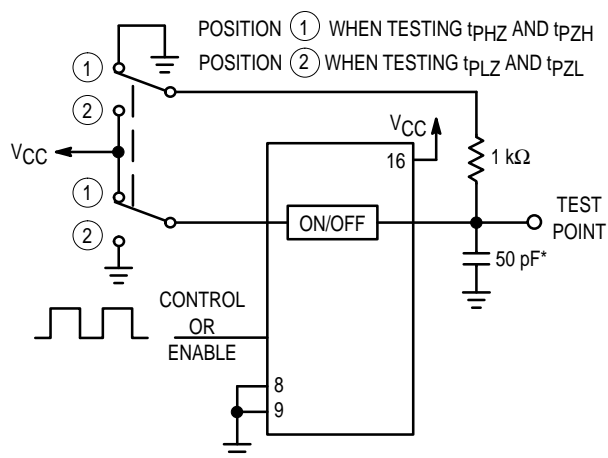 POSITION 1 WHEN TESTING tPHZ AND tPZH
POSITION 2 WHEN TESTING tPLZ AND tPZL
1
2
VCC
1
2
VCC
16
1 kΩ
ON/OFF
TEST
POINT
50 pF*
CONTROL
OR
ENABLE
8
9